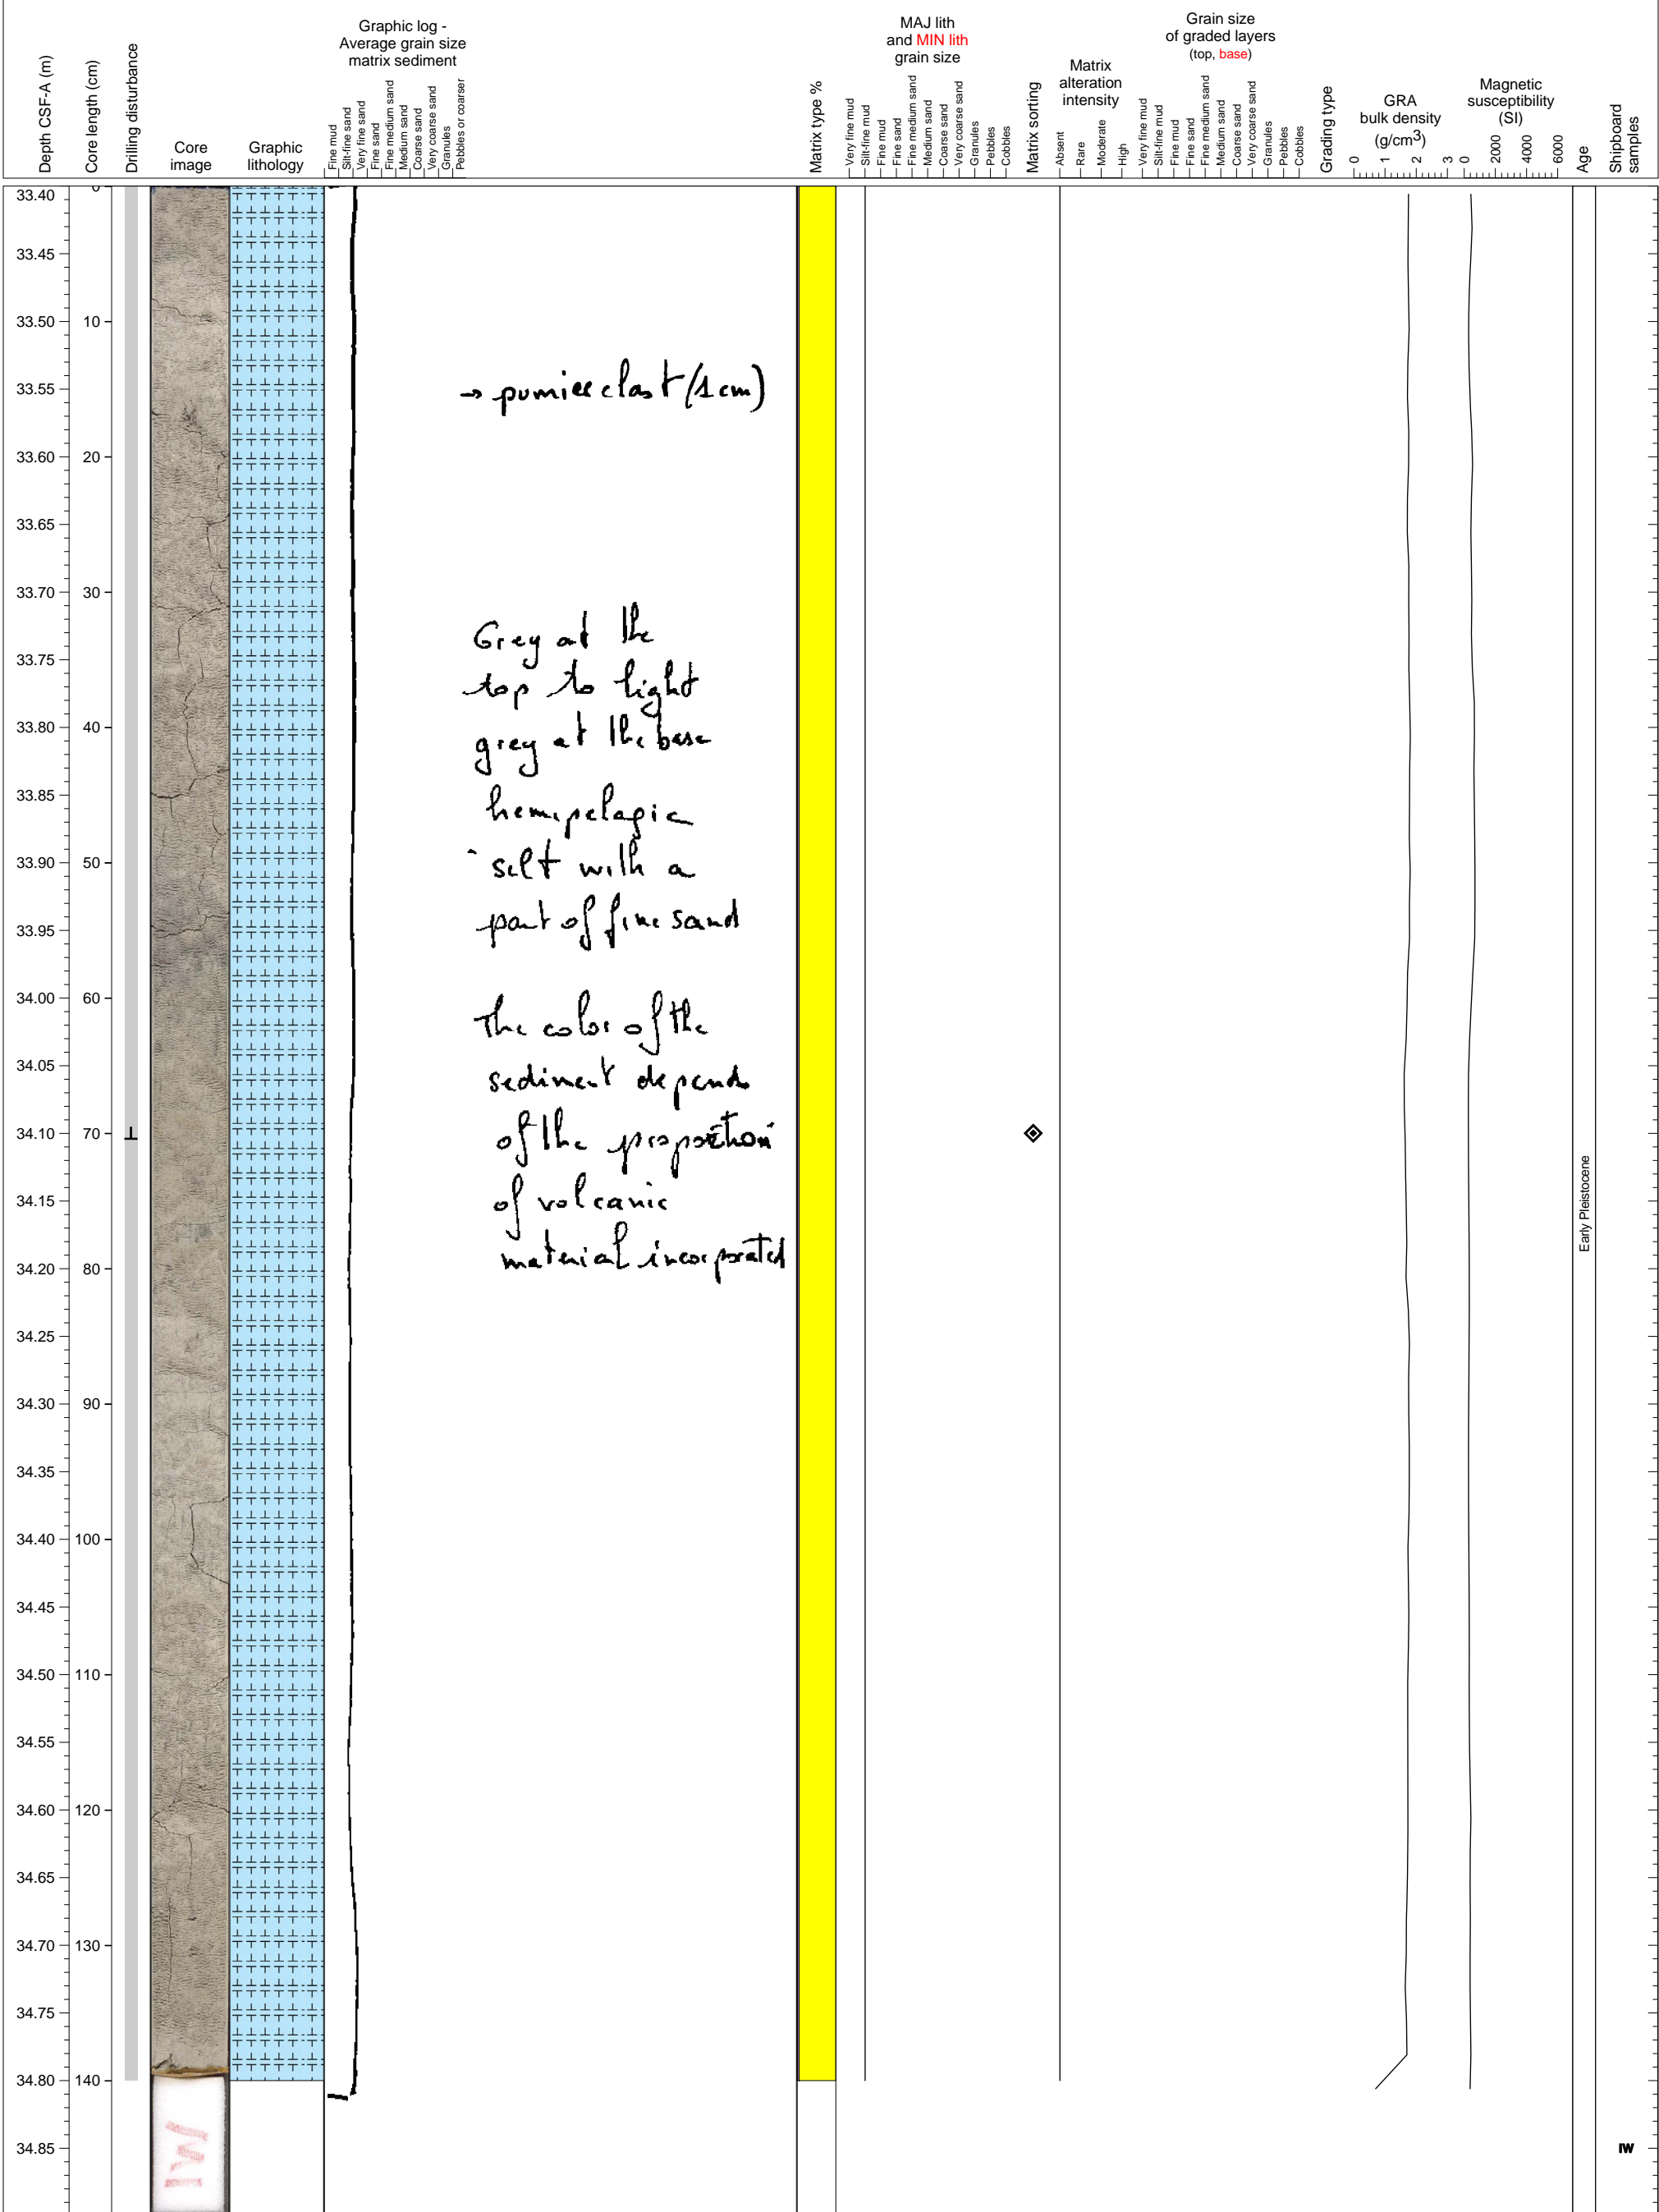 Depth CSF-A (m)
Core length (cm)
Drilling disturbance
Core
image
Graphic
lithology
Graphic log -
Average grain size
matrix sediment
Fine mud
Silt-fine sand
Very fine sand
Fine sand
Fine medium sand
Medium sand
Coarse sand
Very coarse sand
Granules
Pebbles or coarser
Matrix type %
MAJ lith
and MIN lith
grain size
Very fine mud
Silt-fine mud
Fine mud
Fine sand
Fine medium sand
Medium sand
Coarse sand
Very coarse sand
Granules
Pebbles
Cobbles
Matrix sorting
Matrix
alteration
intensity
Absent
Rare
Moderate
High
Grain size
of graded layers
(top, base)
Very fine mud
Silt-fine mud
Fine mud
Fine sand
Fine medium sand
Medium sand
Coarse sand
Very coarse sand
Granules
Pebbles
Cobbles
Grading type
GRA
bulk density
(g/cm3)
0 1 2 3
Magnetic
susceptibility
(SI)
0 2000 4000 6000
Age
Shipboard
samples
33.40 0
33.45
33.50 10
33.55
→ pumice clast (1 cm)
33.60 20
33.65
33.70 30
33.75
33.80 40
33.85
33.90 50
33.95
34.00 60
34.05
34.10 70
34.15
34.20 80
34.25
34.30 90
34.35
34.40 100
34.45
34.50 110
34.55
34.60 120
34.65
34.70 130
34.75
34.80 140
34.85
Grey at the
top to light
grey at the base
hemipelagic
silt with a
part of fine sand
The color of the
sediment depends
of the proportion
of volcanic
material incorporated
Early Pleistocene
IW
IW